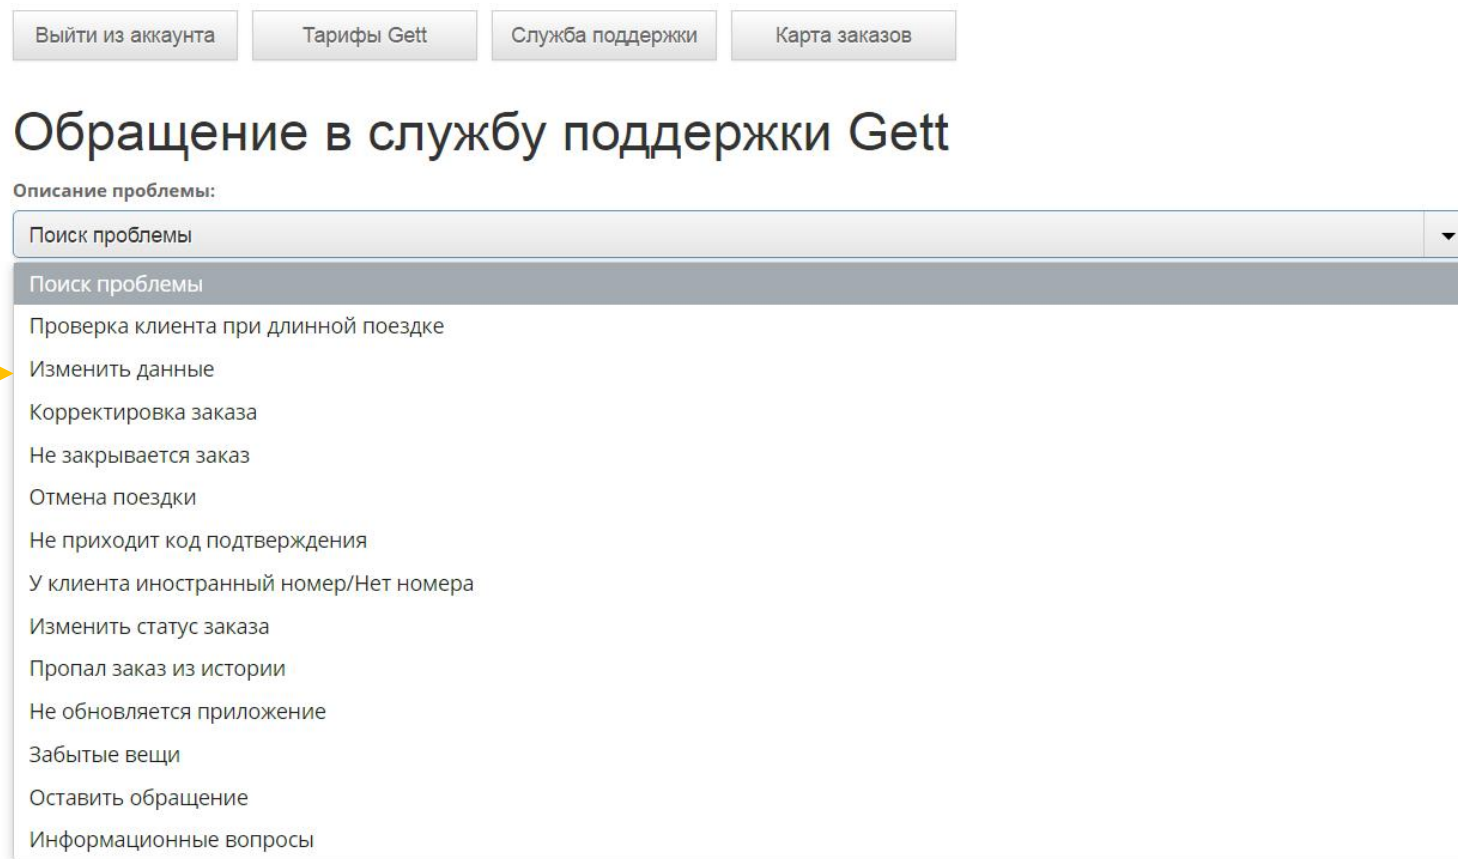 Выйти из аккаунта Тарифы Gett Служба поддержки Карта заказов
Обращение в службу поддержки Gett
Описание проблемы:
Поиск проблемы
Поиск проблемы
Проверка клиента при длинной поездке
Изменить данные
Корректировка заказа
Не закрывается заказ
Отмена поездки
Не приходит код подтверждения
У клиента иностранный номер/Нет номера
Изменить статус заказа
Пропал заказ из истории
Не обновляется приложение
Забытые вещи
Оставить обращение
Информационные вопросы